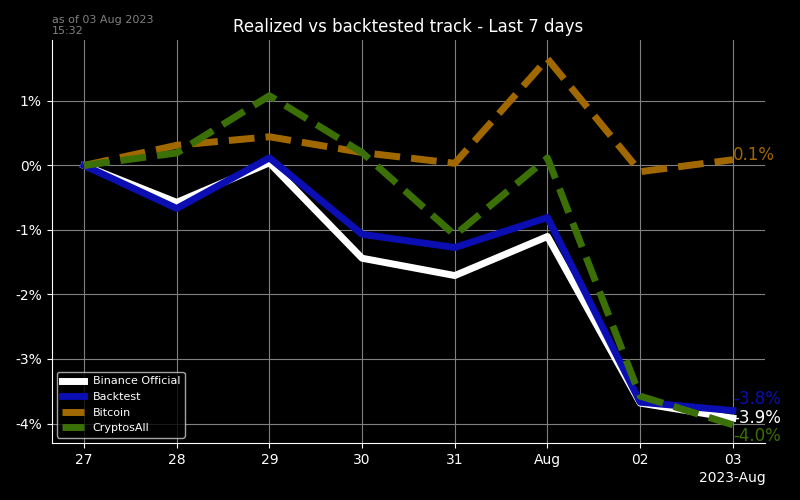 as of 03 Aug 2023
15:32
Realized vs backtested track - Last 7 days
1%
0%
-1%
-2%
-3%
-4%
0.1%
-3.8%
-3.9%
-4.0%
Binance Official
Backtest
Bitcoin
CryptosAll
27 28 29 30 31 Aug 02 03
2023-Aug